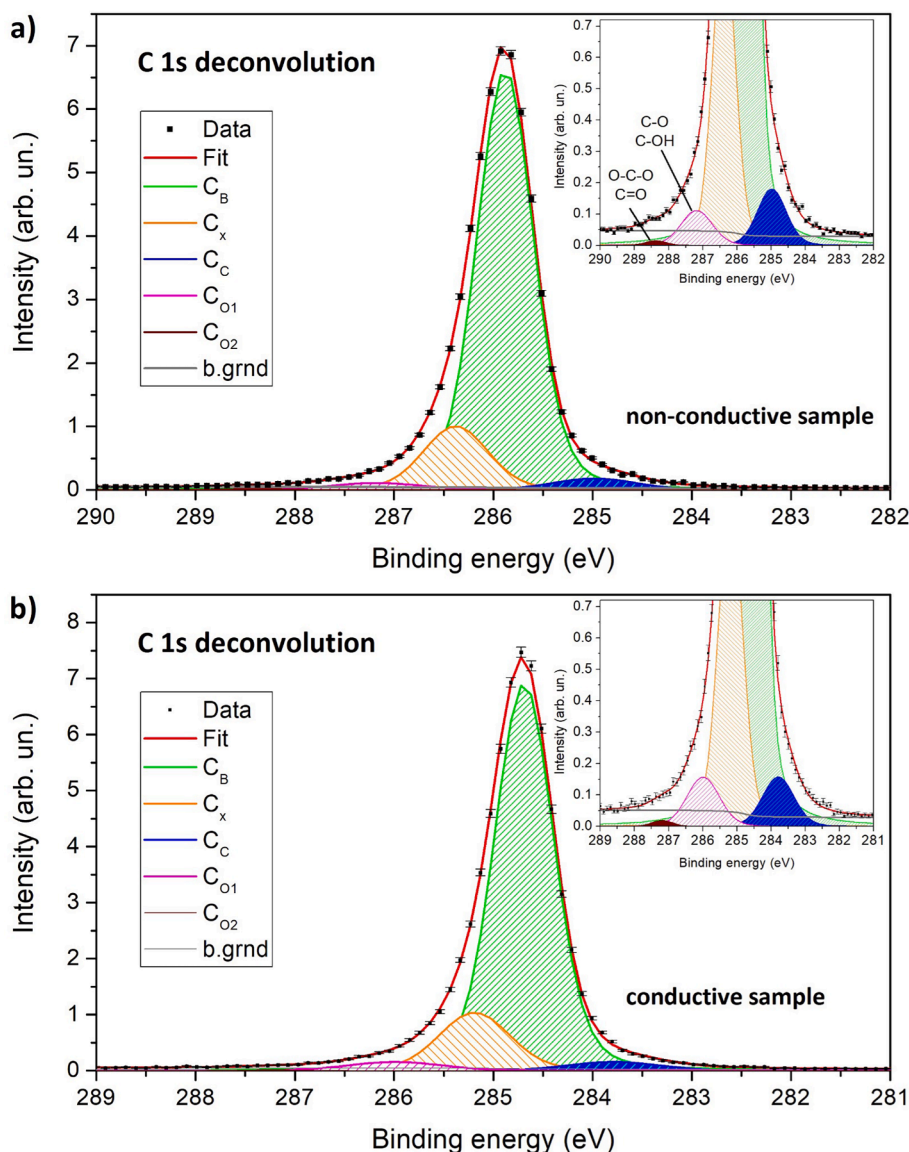 a)
C 1s deconvolution
Data
Fit
C_B
C_x
C_C
C_O1
C_O2
b.grnd
non-conductive sample
Intensity (arb. un.)
7
6
5
4
3
2
1
0
290 289 288 287 286 285 284 283 282
Binding energy (eV)
Intensity (arb. un.)
0.7
0.6
0.5
0.4
0.3
0.2
0.1
0.0
C-O
C-OH
O-C-O
C=O
290 289 288 287 286 285 284 283 282
Binding energy (eV)
b)
C 1s deconvolution
Data
Fit
C_B
C_x
C_C
C_O1
C_O2
b.grnd
conductive sample
Intensity (arb. un.)
8
7
6
5
4
3
2
1
0
289 288 287 286 285 284 283 282 281
Binding energy (eV)
Intensity (arb. un.)
0.7
0.6
0.5
0.4
0.3
0.2
0.1
0.0
289 288 287 286 285 284 283 282 281
Binding energy (eV)